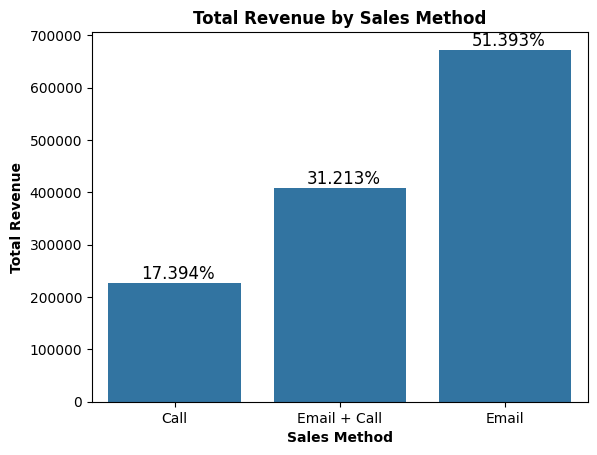 Total Revenue by Sales Method
Total Revenue
700000
600000
500000
400000
300000
200000
100000
0
17.394%
31.213%
51.393%
Call
Email + Call
Email
Sales Method